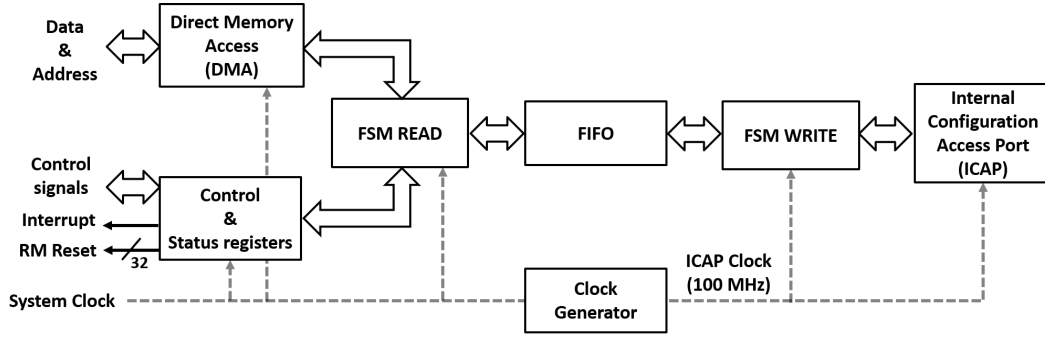 Data
&
Address
Direct Memory
Access
(DMA)
FSM READ
FIFO
FSM WRITE
Internal
Configuration
Access Port
(ICAP)
Control
signals
Interrupt
RM Reset
32
Control
&
Status registers
System Clock
Clock
Generator
ICAP Clock
(100 MHz)